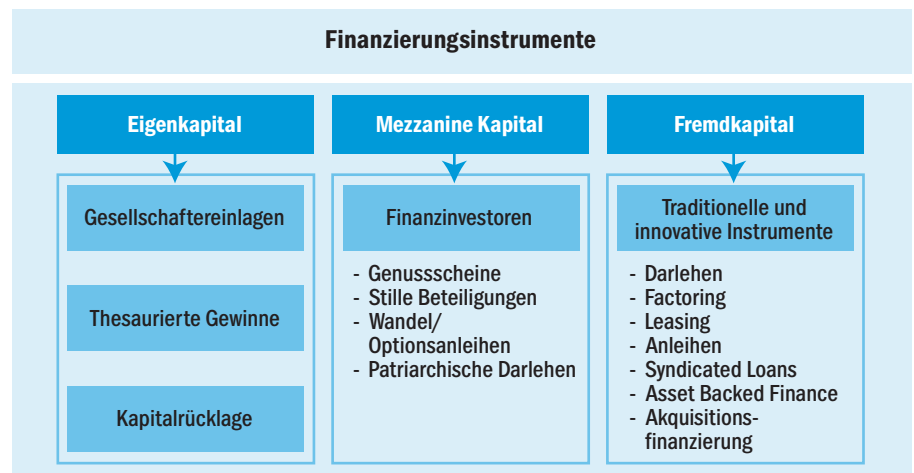 Finanzierungsinstrumente
Eigenkapital
Gesellschaftereinlagen
Thesaurierte Gewinne
Kapitalrücklage
Mezzanine Kapital
Finanzinvestoren
- Genussscheine
- Stille Beteiligungen
- Wandel/
Optionsanleihen
- Patriarchische Darlehen
Fremdkapital
Traditionelle und
innovative Instrumente
- Darlehen
- Factoring
- Leasing
- Anleihen
- Syndicated Loans
- Asset Backed Finance
- Akquisitions-
finanzierung